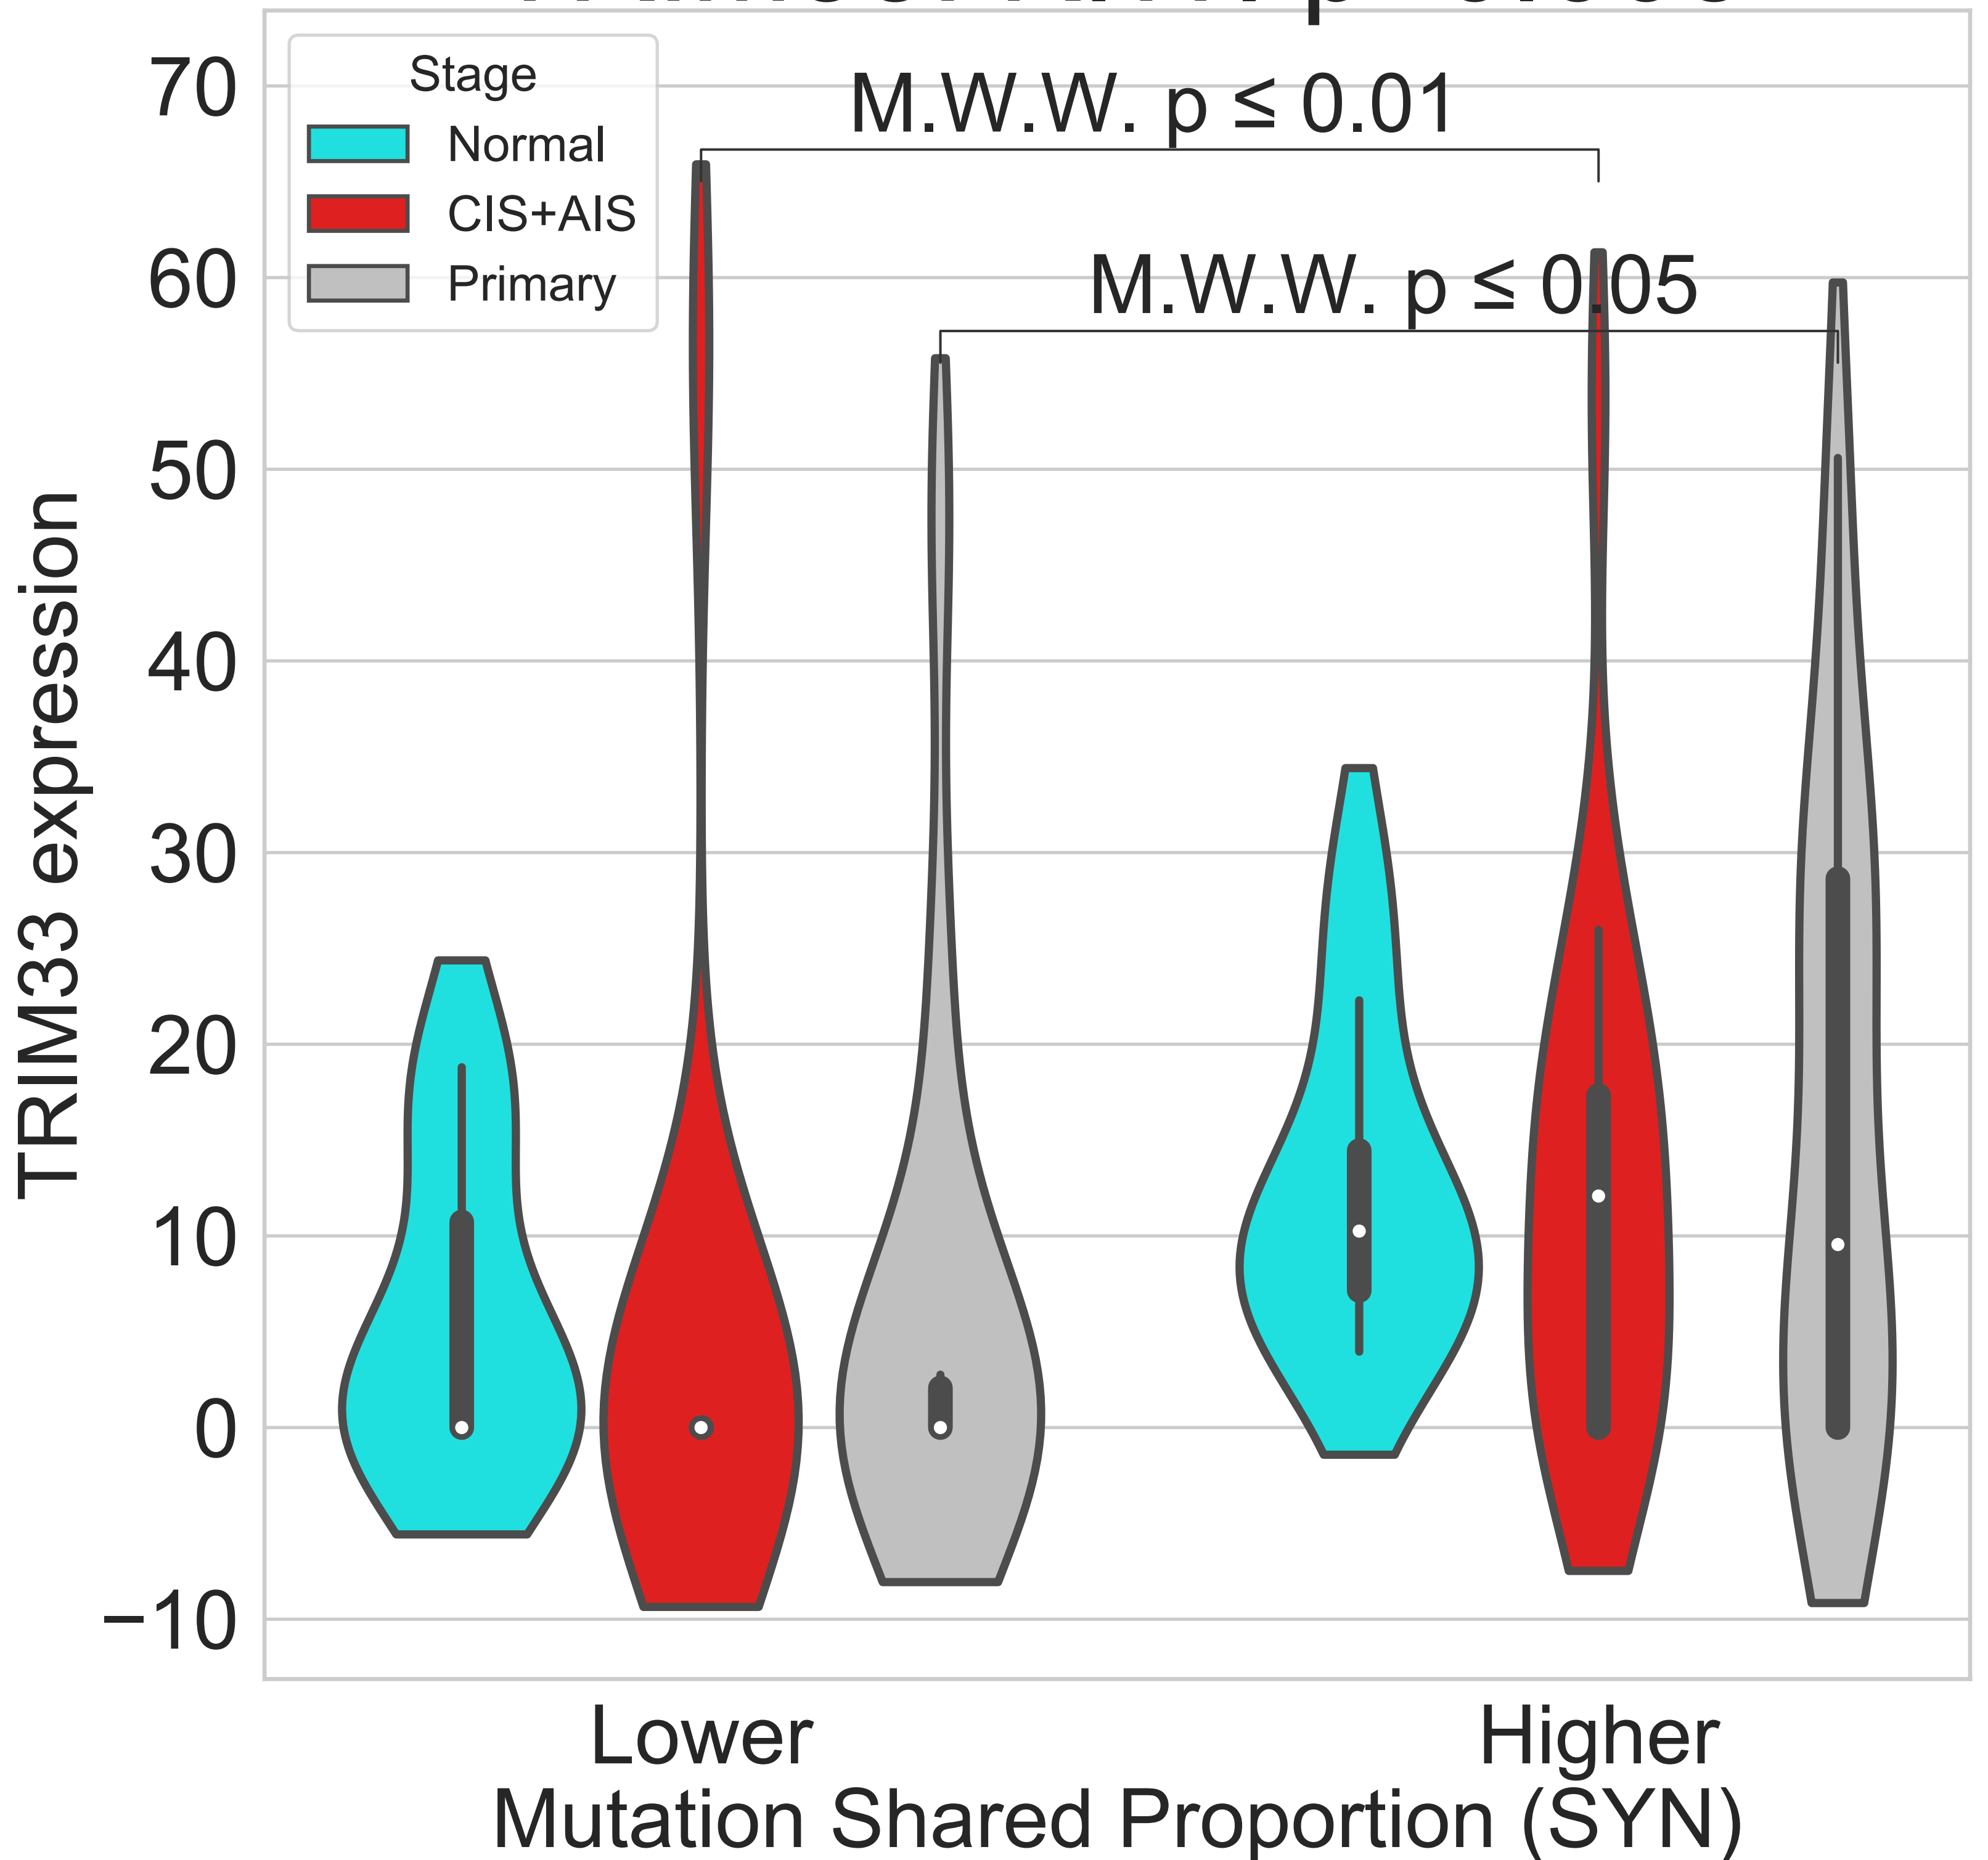 Stage
Normal
CIS+AIS
Primary
M.W.W. p ≤ 0.01
M.W.W. p ≤ 0.05
70
60
50
40
30
20
10
0
−10
TRIM33 expression
Lower
Higher
Mutation Shared Proportion (SYN)